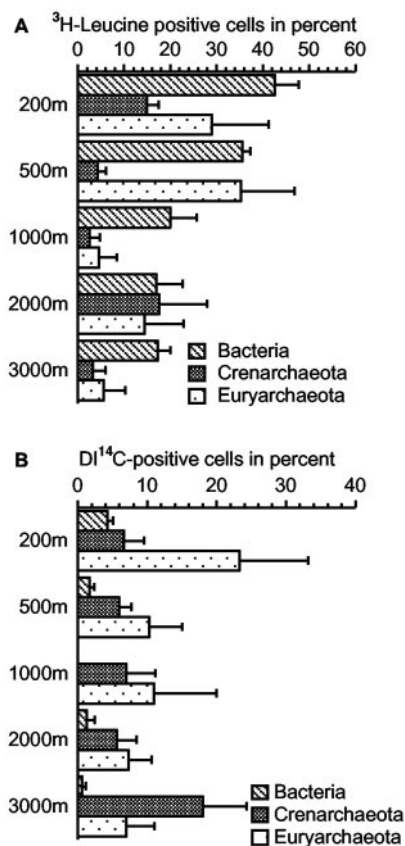 A
³H-Leucine positive cells in percent
0 10 20 30 40 50 60
200m
500m
1000m
2000m
3000m
Bacteria
Crenarchaeota
Euryarchaeota
B
DI¹⁴C-positive cells in percent
0 10 20 30 40
200m
500m
1000m
2000m
3000m
Bacteria
Crenarchaeota
Euryarchaeota